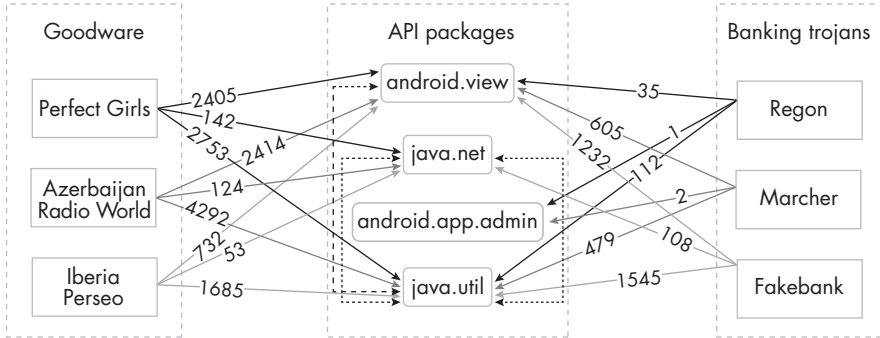 Goodware
API packages
Banking trojans
Perfect Girls
Azerbaijan
Radio World
Iberia
Perseo
2405
142
2753
2414
124
4292
732
53
1685
android.view
java.net
android.app.admin
java.util
35
605
1
1232
112
2
479
108
1545
Regon
Marcher
Fakebank